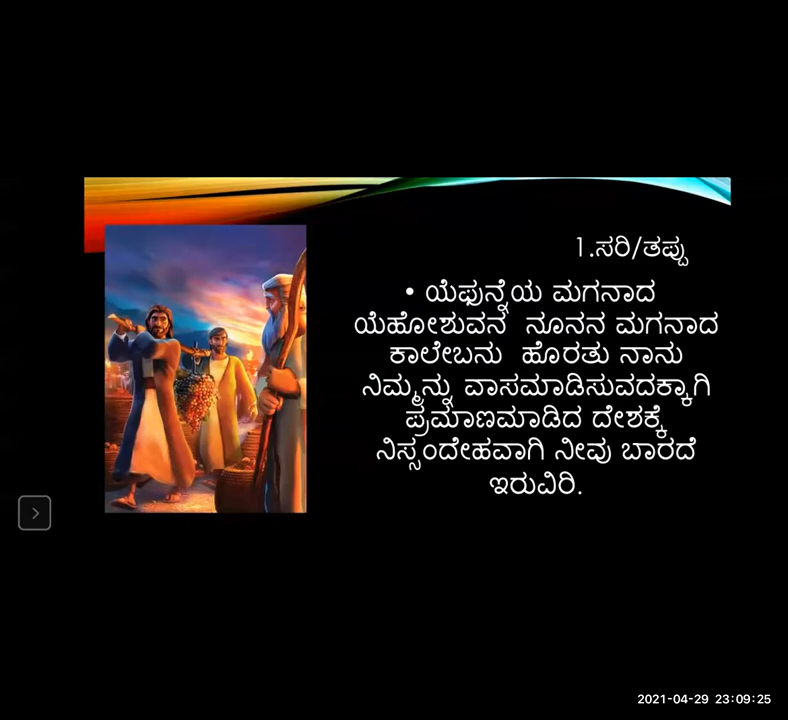 1.ಸರಿ/ತಪ್ಪು
• ಯೆಫುನ್ನೆಯ ಮಗನಾದ
ಯೆಹೋಶುವನ ನೂನನ ಮಗನಾದ
ಕಾಲೇಬನು ಹೊರತು ನಾನು
ನಿಮ್ಮನ್ನು ವಾಸಮಾಡಿಸುವದಕ್ಕಾಗಿ
ಪ್ರಮಾಣಮಾಡಿದ ದೇಶಕ್ಕೆ
ನಿಸ್ಸಂದೇಹವಾಗಿ ನೀವು ಬಾರದೆ
ಇರುವಿರಿ.
2021-04-29 23:09:25